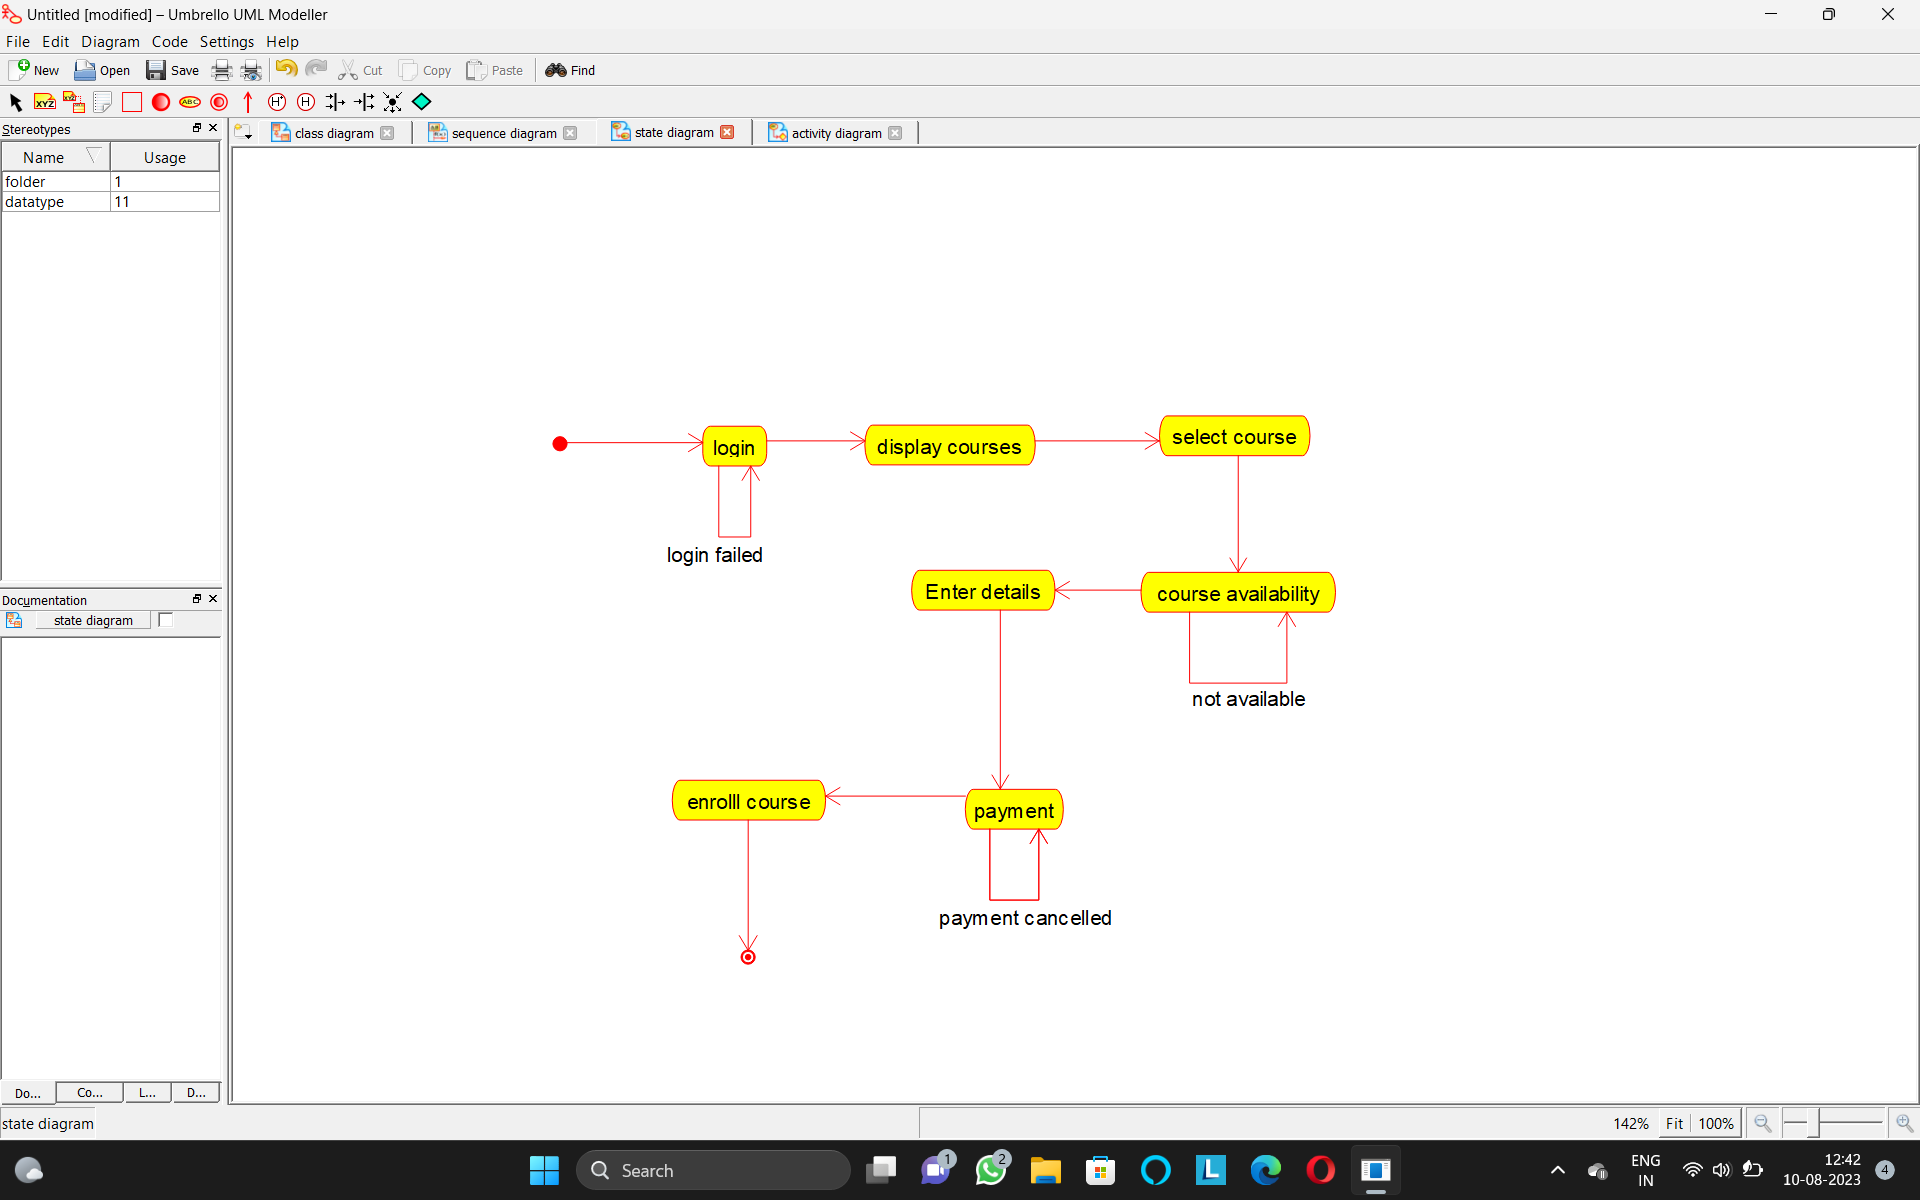 Untitled [modified] – Umbrello UML Modeller
File Edit Diagram Code Settings Help
New Open Save Cut Copy Paste Find
XYZ XYZ ABC H* H
Stereotypes
class diagram sequence diagram state diagram activity diagram
Name Usage
folder 1
datatype 11
login display courses select course
login failed
Enter details course availability
not available
enrolll course payment
payment cancelled
Documentation
state diagram
Do... Co... L... D...
state diagram 142% Fit 100%
Search 1 2 L ENG IN 12:42 10-08-2023 4